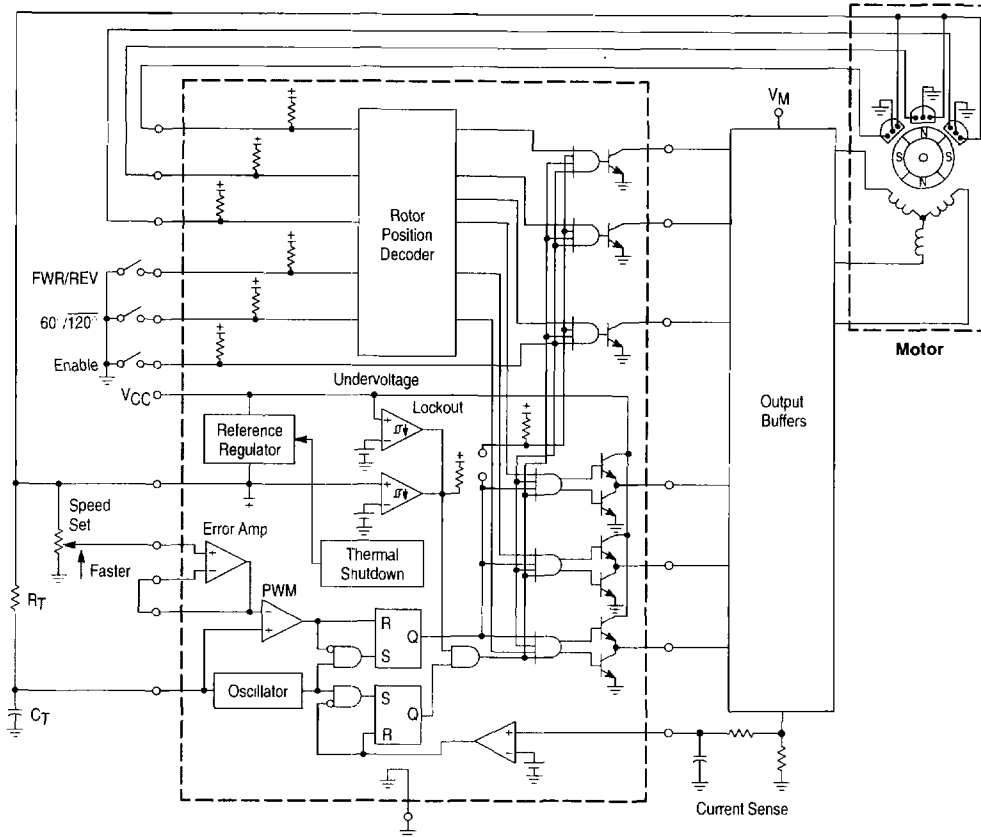 V_M
N
S
S
N
Motor
Rotor
Position
Decoder
FWR/REV
60°/120°
Enable
V_CC
Undervoltage
Lockout
Reference
Regulator
Output
Buffers
Speed
Set
Faster
Error Amp
Thermal
Shutdown
R_T
PWM
R
Q
S
Oscillator
S
Q
R
C_T
Current Sense